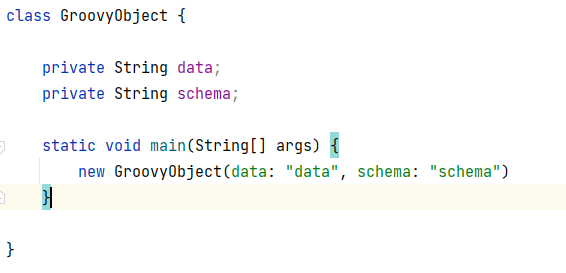 class GroovyObject {
private String data;
private String schema;
static void main(String[] args) {
new GroovyObject(data: "data", schema: "schema")
}
}